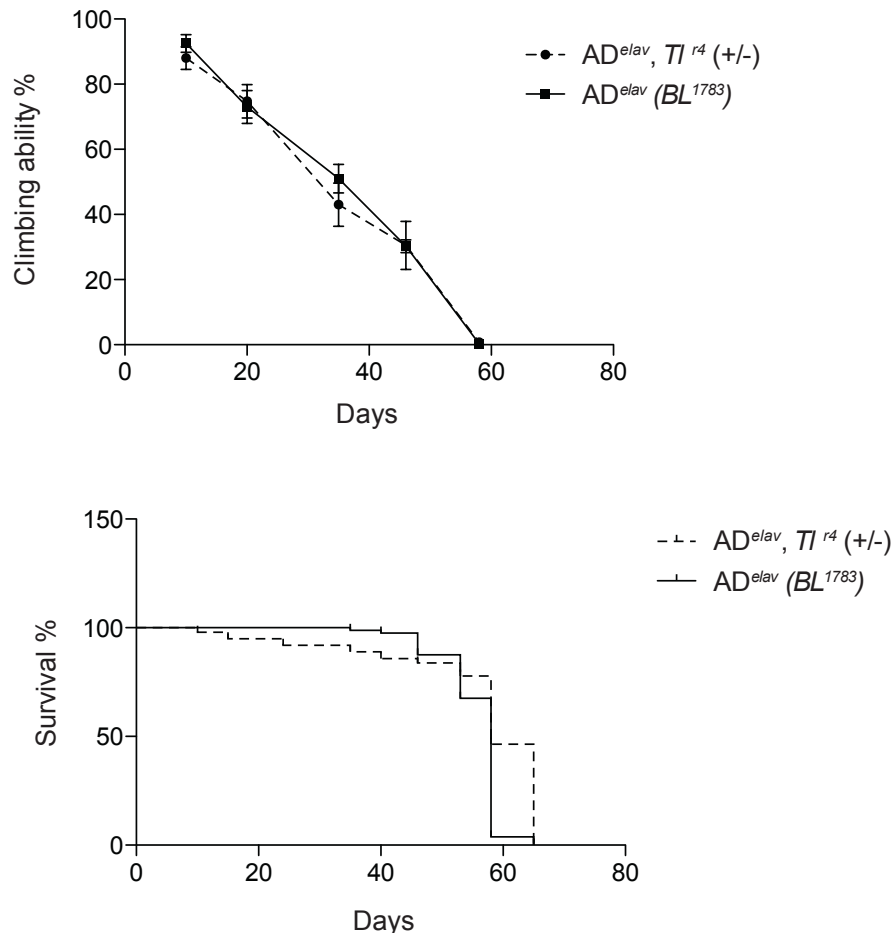 100
80
60
40
20
0
Climbing ability %
0 20 40 60 80
Days
AD^elav, Tl^r4 (+/-)
AD^elav (BL^1783)
150
100
50
0
Survival %
0 20 40 60 80
Days
AD^elav, Tl^r4 (+/-)
AD^elav (BL^1783)